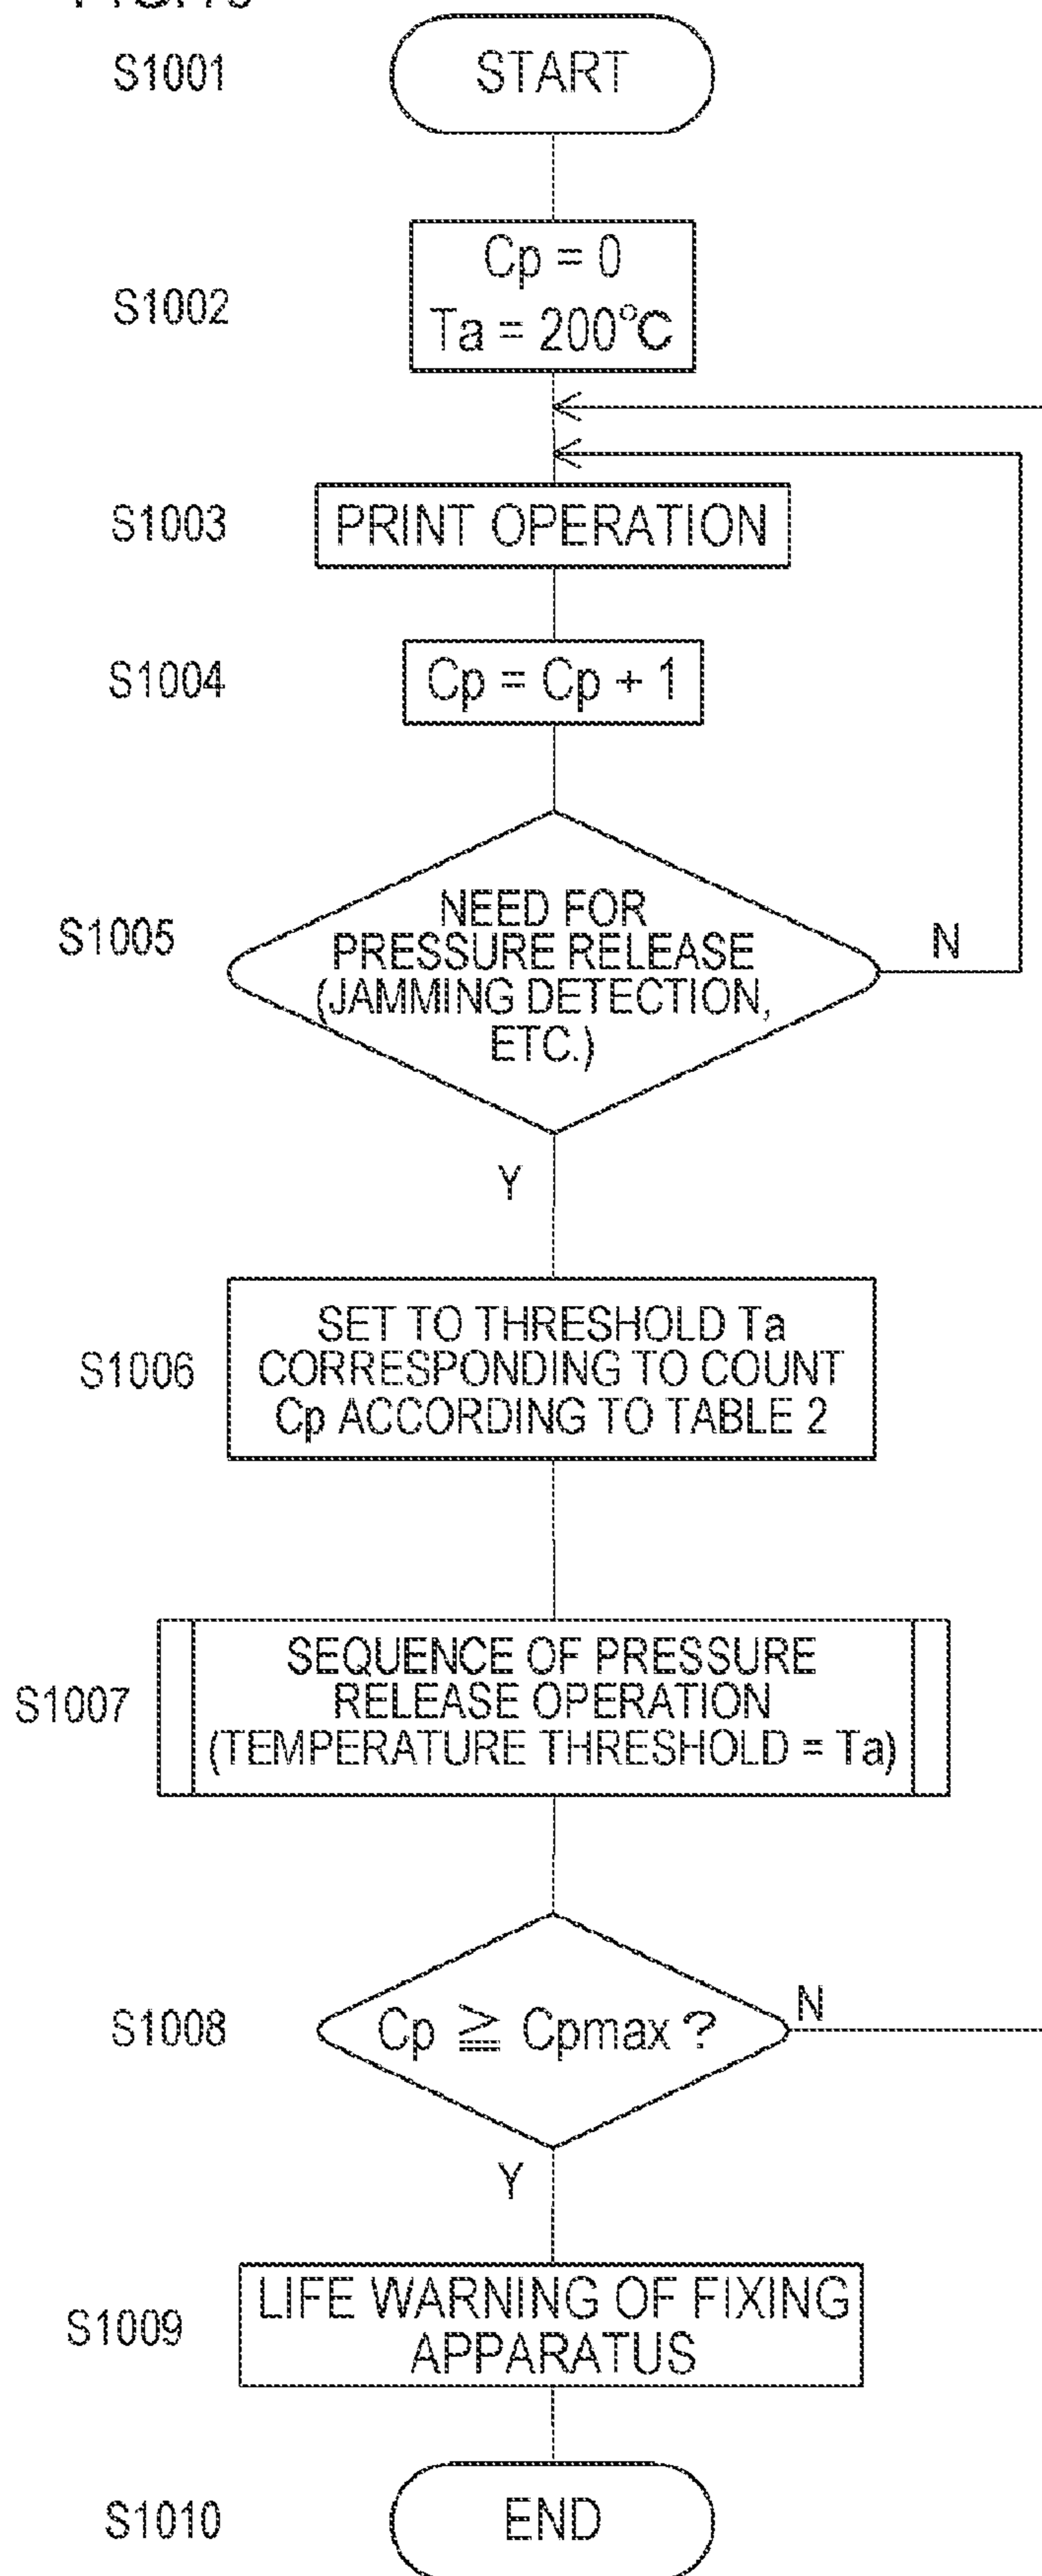 S1001
START
S1002
Cp = 0
Ta = 200°C
S1003
PRINT OPERATION
S1004
Cp = Cp + 1
S1005
NEED FOR
PRESSURE RELEASE
(JAMMING DETECTION,
ETC.)
N
Y
S1006
SET TO THRESHOLD Ta
CORRESPONDING TO COUNT
Cp ACCORDING TO TABLE 2
S1007
SEQUENCE OF PRESSURE
RELEASE OPERATION
(TEMPERATURE THRESHOLD = Ta)
S1008
Cp ≧ Cpmax ?
N
Y
S1009
LIFE WARNING OF FIXING
APPARATUS
S1010
END